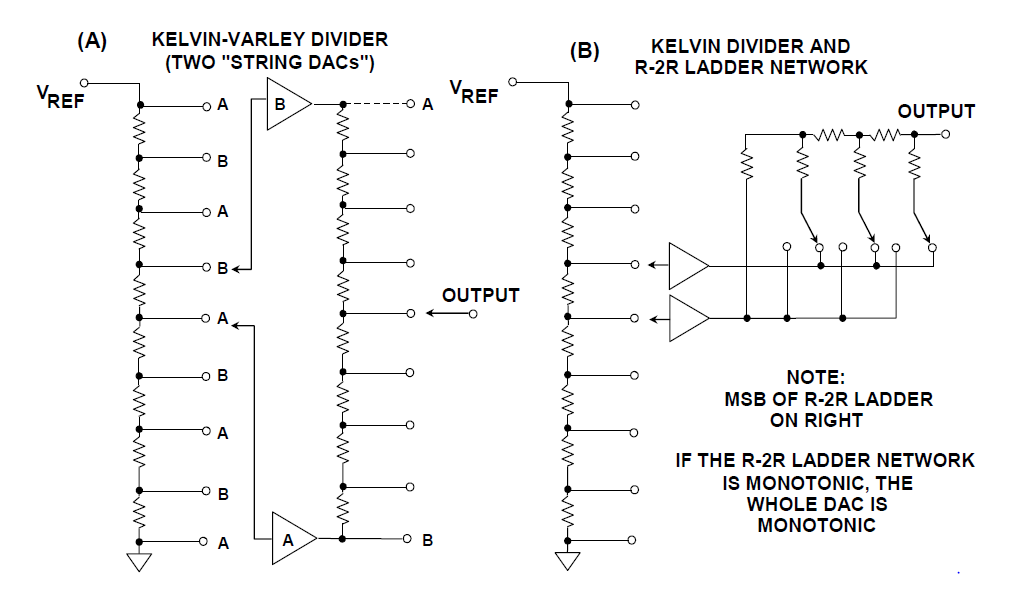 (A)
KELVIN-VARLEY DIVIDER
(TWO "STRING DACs")
VREF
A
B
A
B
A
B
A
B
A
B
A
A
B
OUTPUT
(B)
KELVIN DIVIDER AND
R-2R LADDER NETWORK
VREF
OUTPUT
NOTE:
MSB OF R-2R LADDER
ON RIGHT
IF THE R-2R LADDER NETWORK
IS MONOTONIC, THE
WHOLE DAC IS
MONOTONIC